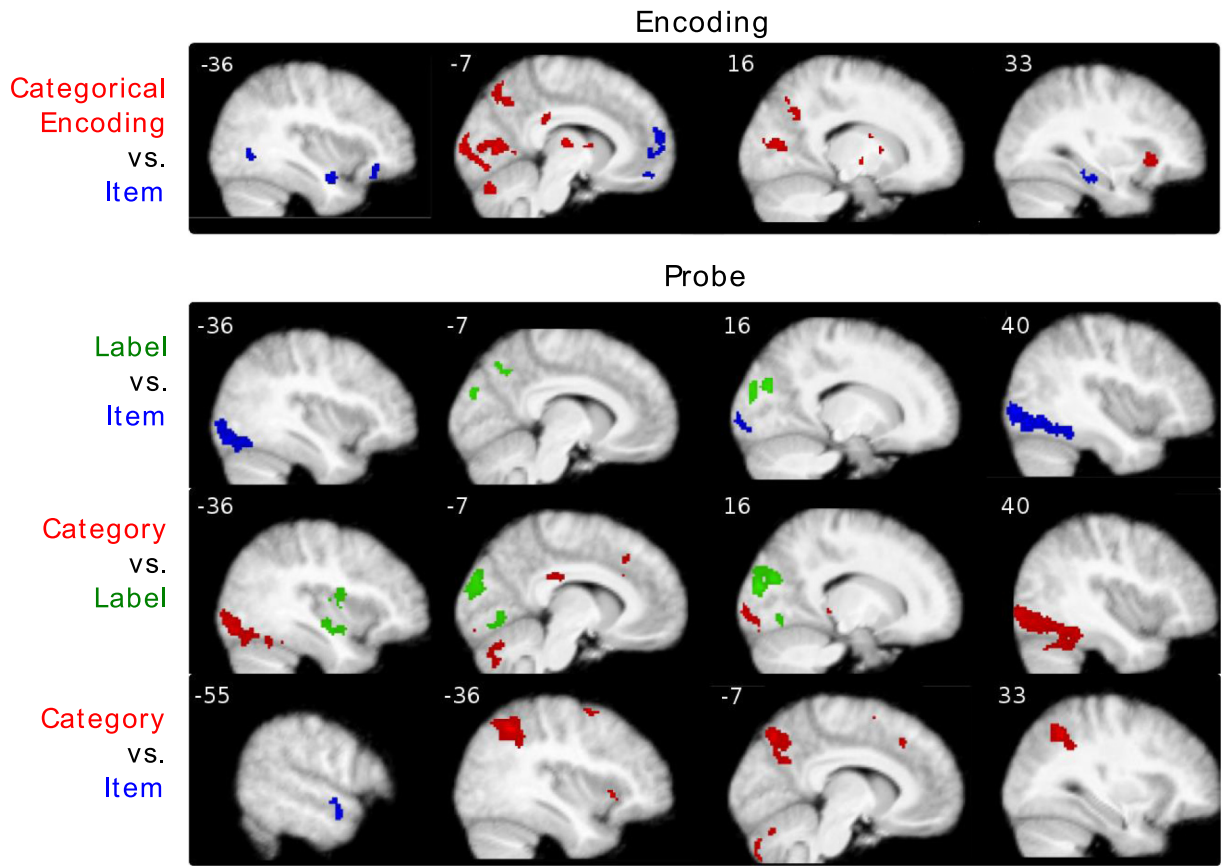 Encoding
-36 -7 16 33
Categorical
Encoding
vs.
Item
Probe
-36 -7 16 40
Label
vs.
Item
-36 -7 16 40
Category
vs.
Label
-55 -36 -7 33
Category
vs.
Item